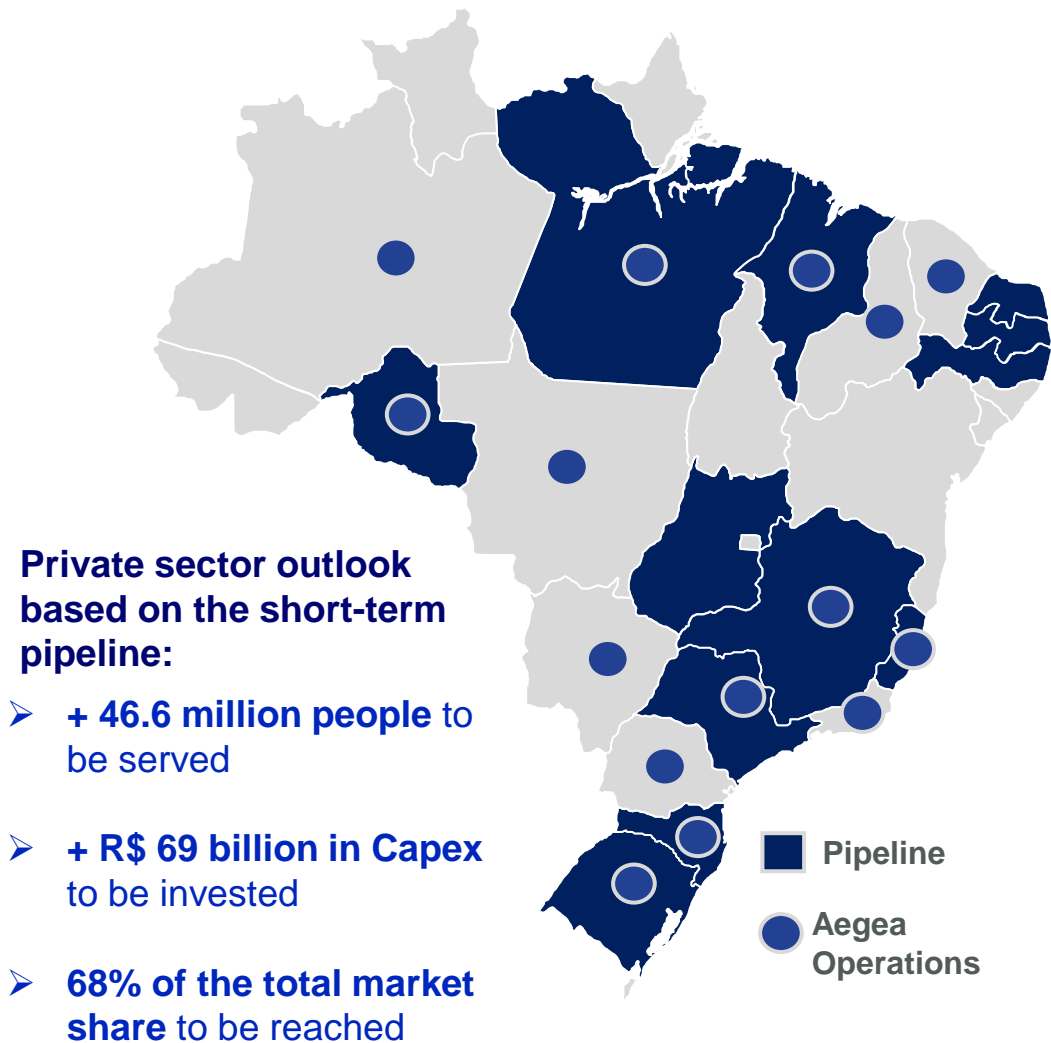 Private sector outlook
based on the short-term
pipeline:
➢ + 46.6 million people to
be served
➢ + R$ 69 billion in Capex
to be invested
➢ 68% of the total market
share to be reached
Pipeline
Aegea
Operations